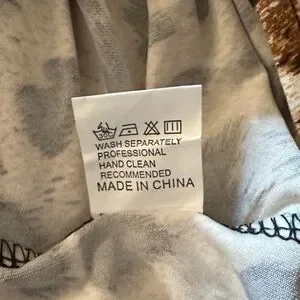 WASH SEPARATELY
PROFESSIONAL
HAND CLEAN
RECOMMENDED
MADE IN CHINA